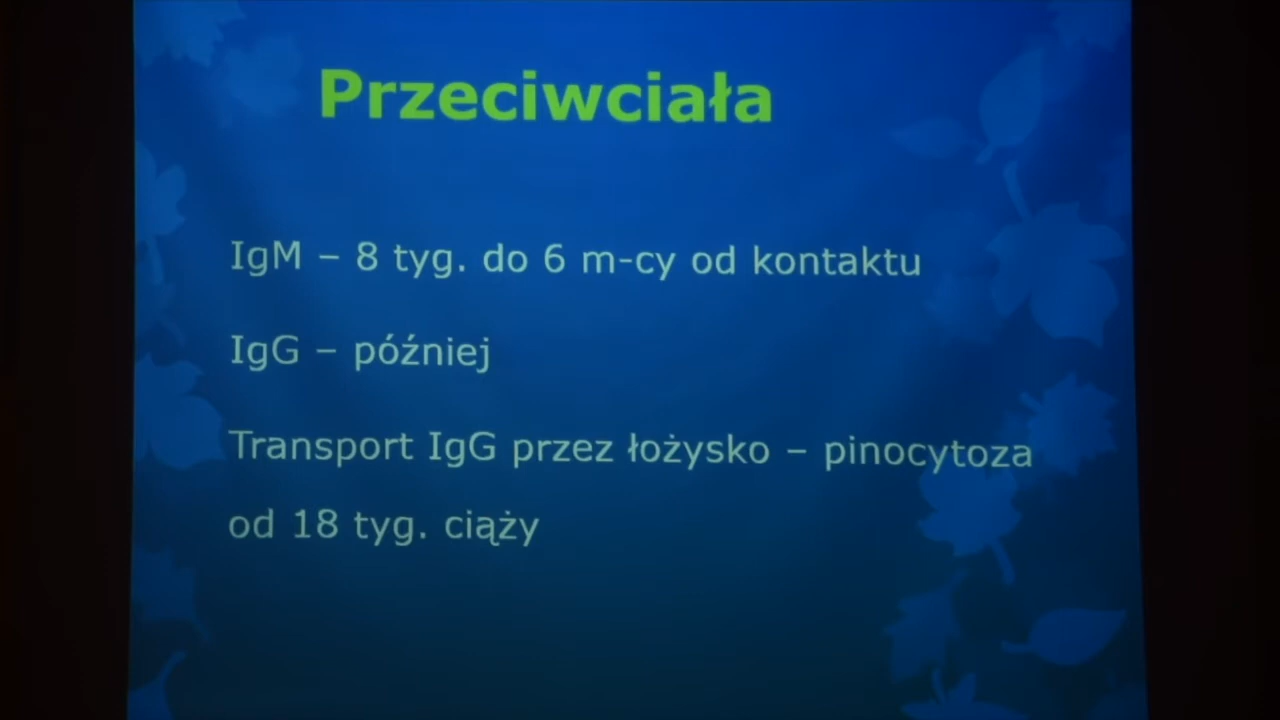 Przeciwciała
IgM – 8 tyg. do 6 m-cy od kontaktu
IgG – później
Transport IgG przez łożysko – pinocytoza
od 18 tyg. ciąży